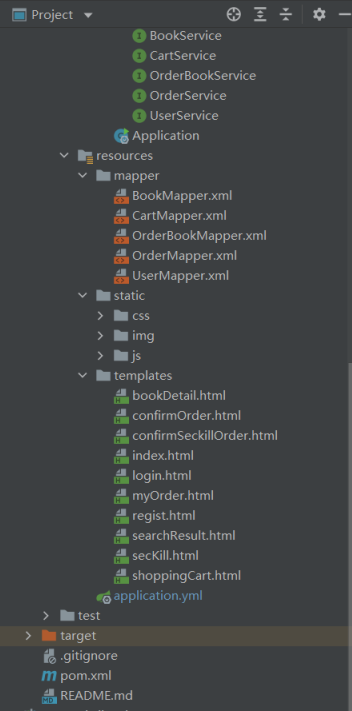 Project
BookService
CartService
OrderBookService
OrderService
UserService
Application
resources
mapper
BookMapper.xml
CartMapper.xml
OrderBookMapper.xml
OrderMapper.xml
UserMapper.xml
static
css
img
js
templates
bookDetail.html
confirmOrder.html
confirmSeckillOrder.html
index.html
login.html
myOrder.html
regist.html
searchResult.html
secKill.html
shoppingCart.html
application.yml
test
target
.gitignore
pom.xml
README.md